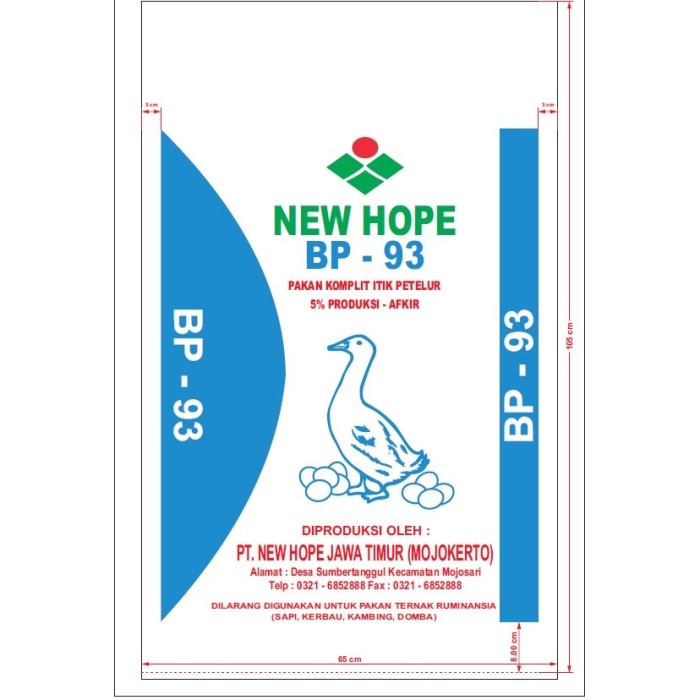 3 cm
3 cm
NEW HOPE
BP - 93
PAKAN KOMPLIT ITIK PETELUR
5% PRODUKSI - AFKIR
BP - 93
BP - 93
105 cm
DIPRODUKSI OLEH :
PT. NEW HOPE JAWA TIMUR (MOJOKERTO)
Alamat : Desa Sumbertanggul Kecamatan Mojosari
Telp : 0321 - 6852888 Fax : 0321 - 6852888
DILARANG DIGUNAKAN UNTUK PAKAN TERNAK RUMINANSIA
(SAPI, KERBAU, KAMBING, DOMBA)
8.00 cm
65 cm